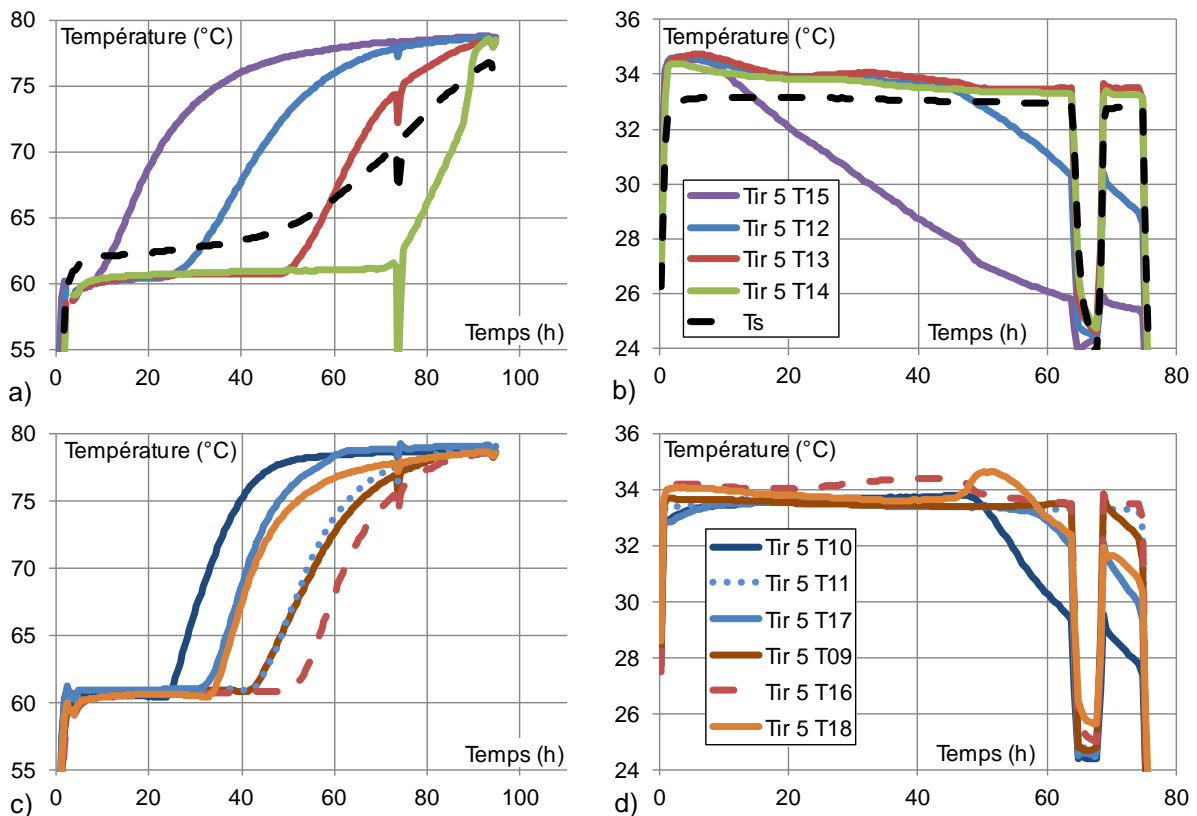 80
Température (°C)
75
70
65
60
55
Temps (h)
0 20 40 60 80 100
a)
36
Température (°C)
34
32
30
28
26
24
Tir 5 T15
Tir 5 T12
Tir 5 T13
Tir 5 T14
Ts
Temps (h)
0 20 40 60 80
b)
80
Température (°C)
75
70
65
60
55
Temps (h)
0 20 40 60 80 100
c)
36
Température (°C)
34
32
30
28
26
24
Tir 5 T10
Tir 5 T11
Tir 5 T17
Tir 5 T09
Tir 5 T16
Tir 5 T18
Temps (h)
0 20 40 60 80
d)